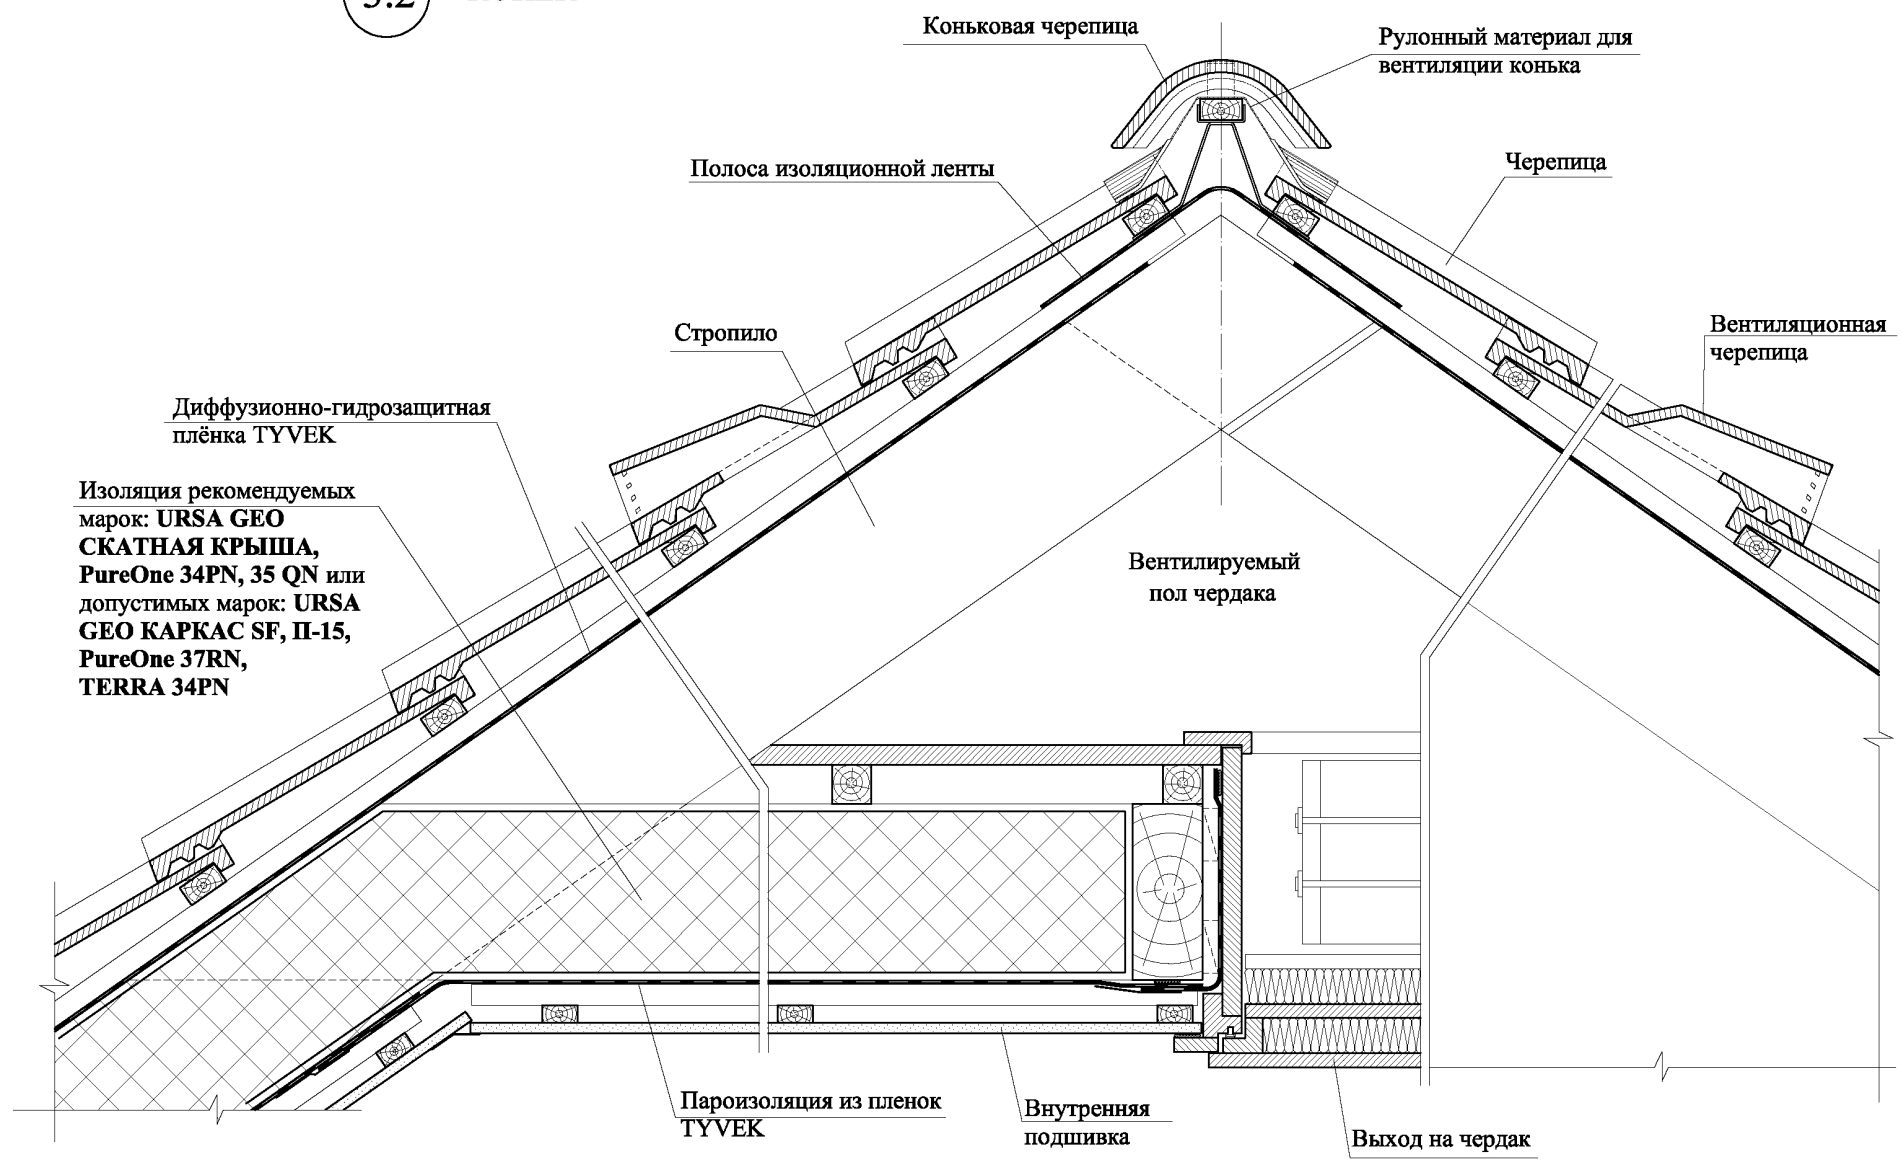 3.2
Коньковая черепица
Рулонный материал для
вентиляции конька
Полоса изоляционной ленты
Черепица
Стропило
Вентиляционная
черепица
Диффузионно-гидрозащитная
плёнка TYVEK
Изоляция рекомендуемых
марок: URSA GEO
СКАТНАЯ КРЫША,
PureOne 34PN, 35 QN или
допустимых марок: URSA
GEO КАРКАС SF, П-15,
PureOne 37RN,
TERRA 34PN
Вентилируемый
пол чердака
Пароизоляция из пленок
TYVEK
Внутренняя
подшивка
Выход на чердак